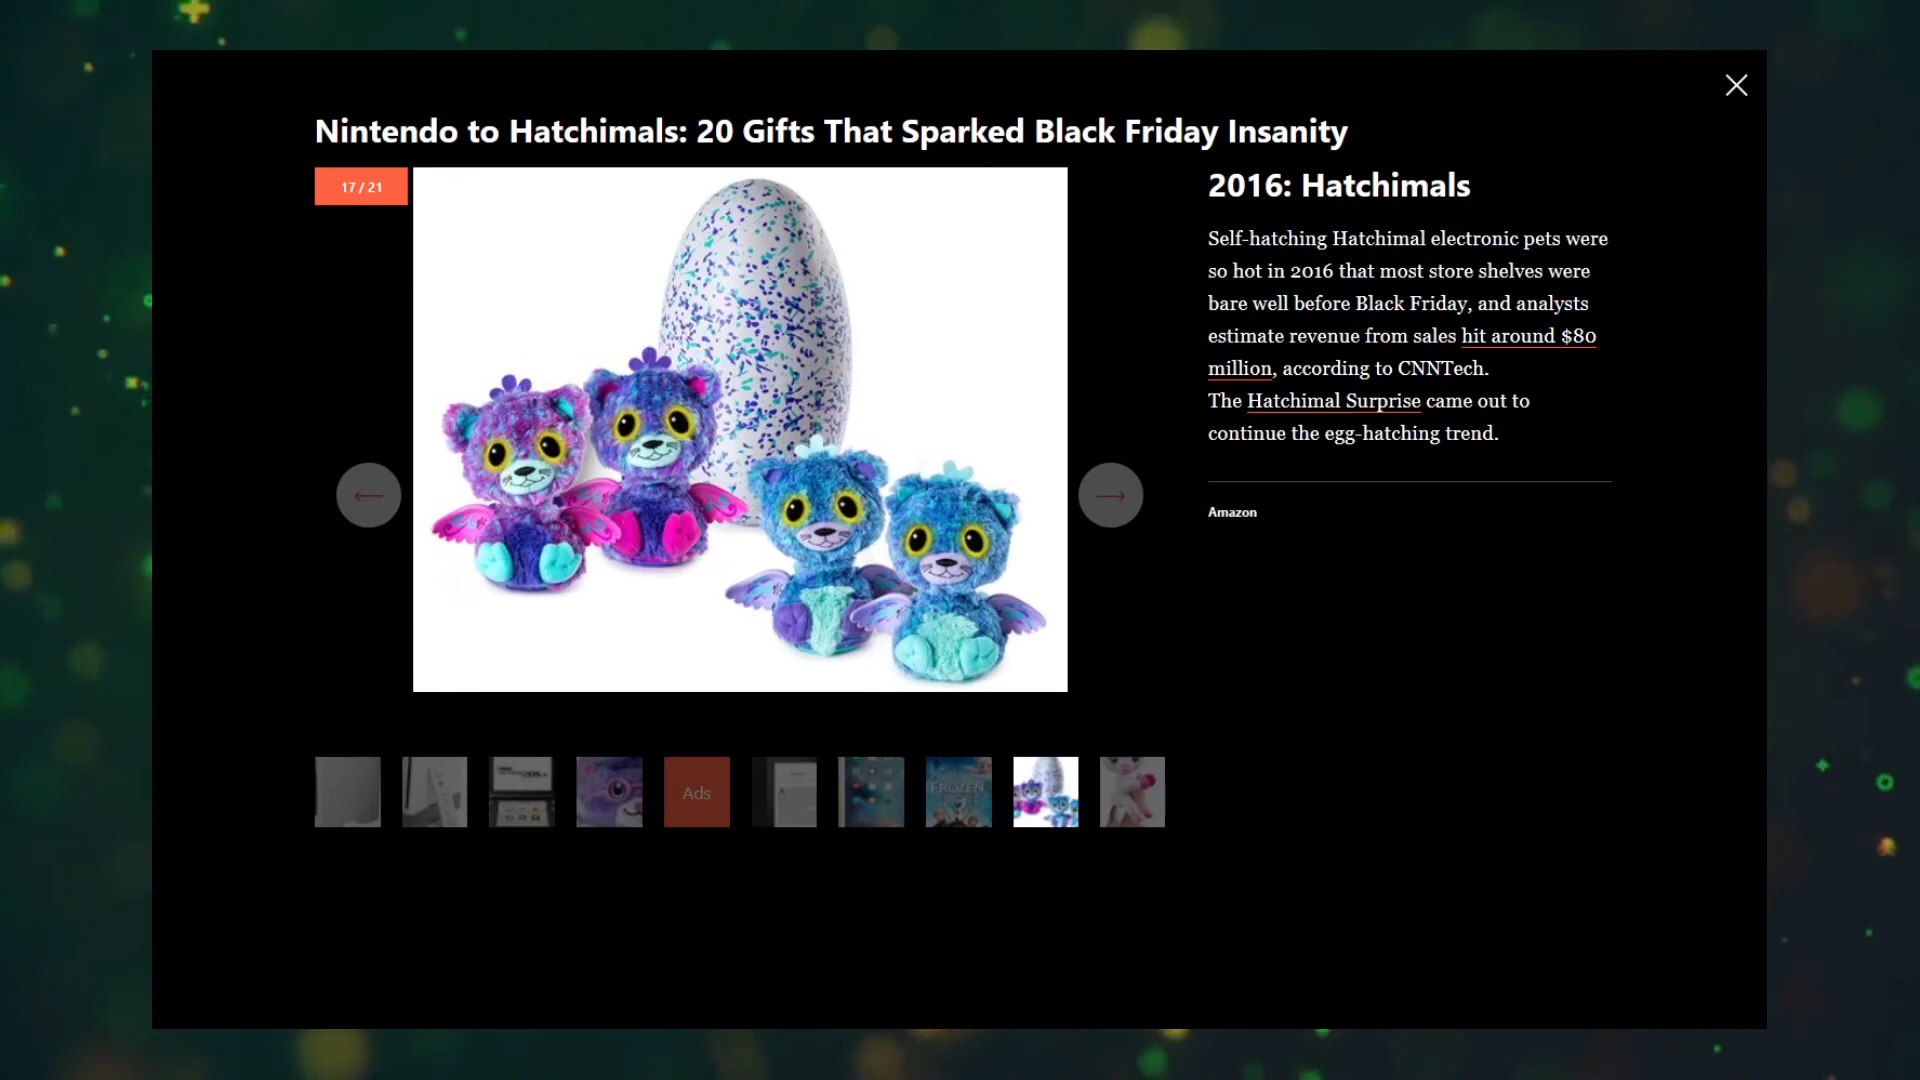 Nintendo to Hatchimals: 20 Gifts That Sparked Black Friday Insanity
17 / 21
2016: Hatchimals
Self-hatching Hatchimal electronic pets were
so hot in 2016 that most store shelves were
bare well before Black Friday, and analysts
estimate revenue from sales hit around $80
million, according to CNNTech.
The Hatchimal Surprise came out to
continue the egg-hatching trend.
Amazon
Ads
FROZEN